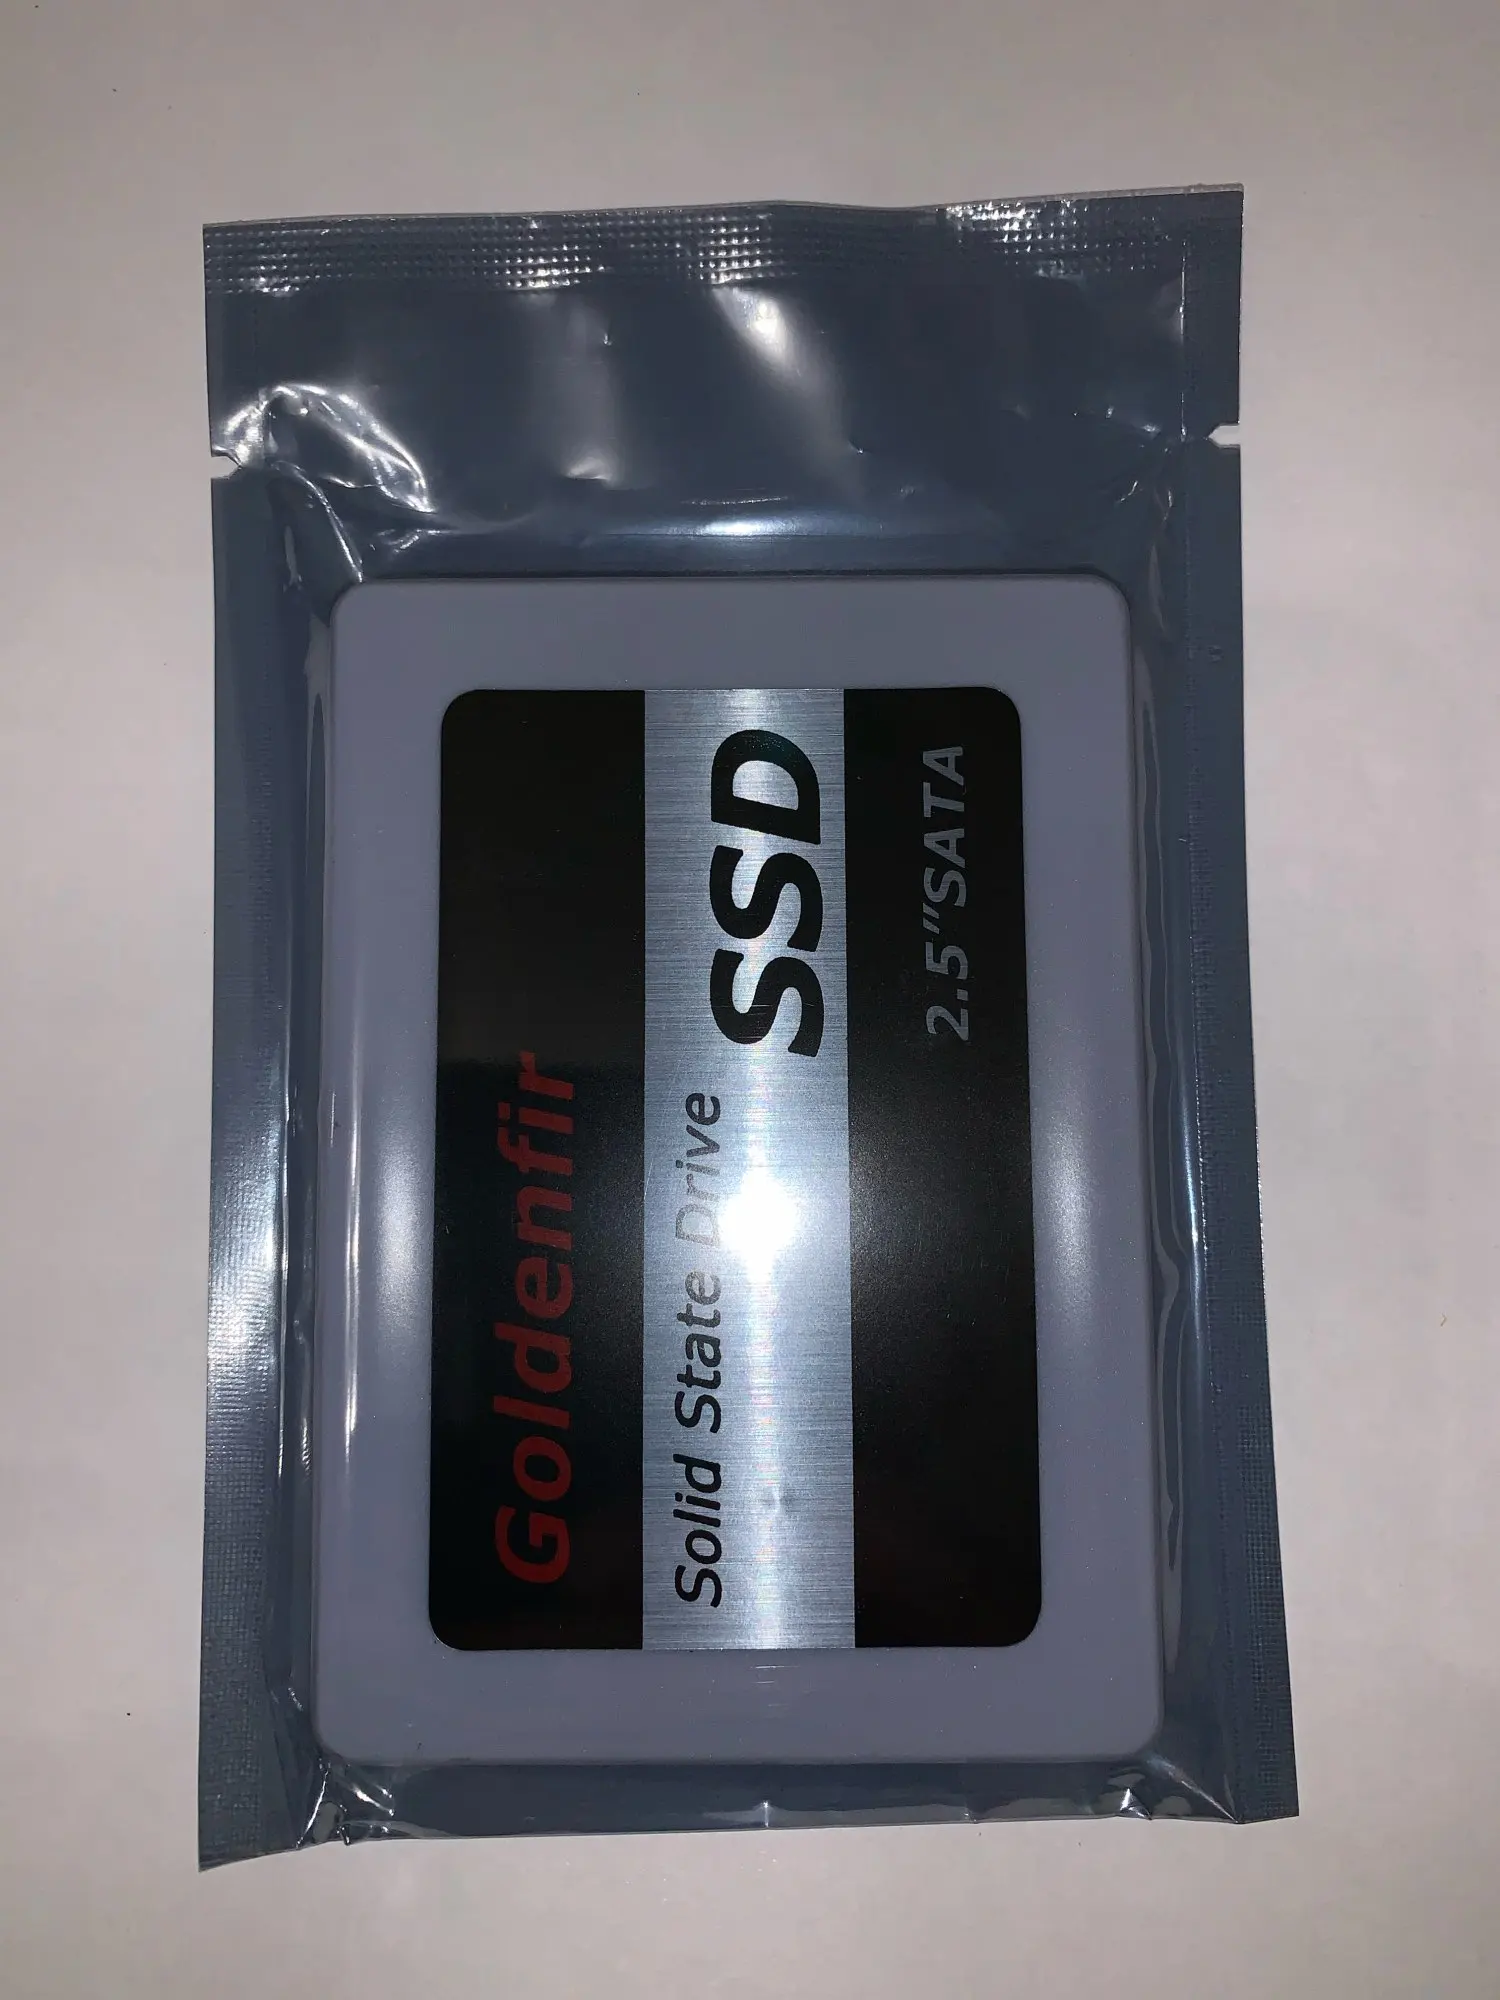 Goldenfir
Solid State Drive SSD
2.5"SATA